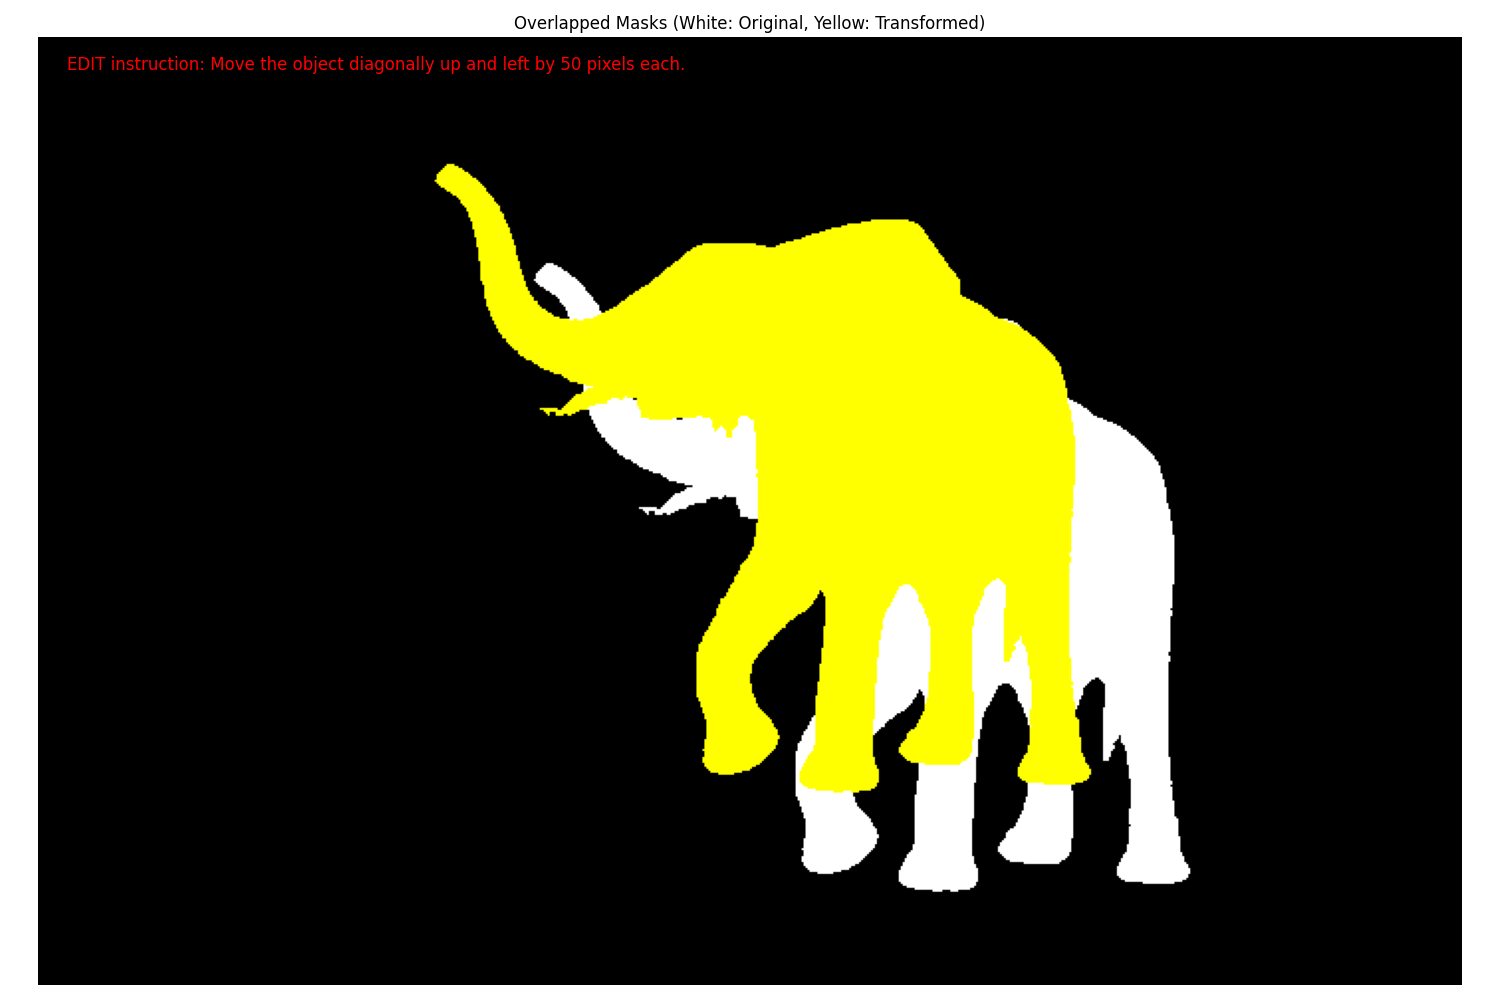 Overlapped Masks (White: Original, Yellow: Transformed)
EDIT instruction: Move the object diagonally up and left by 50 pixels each.